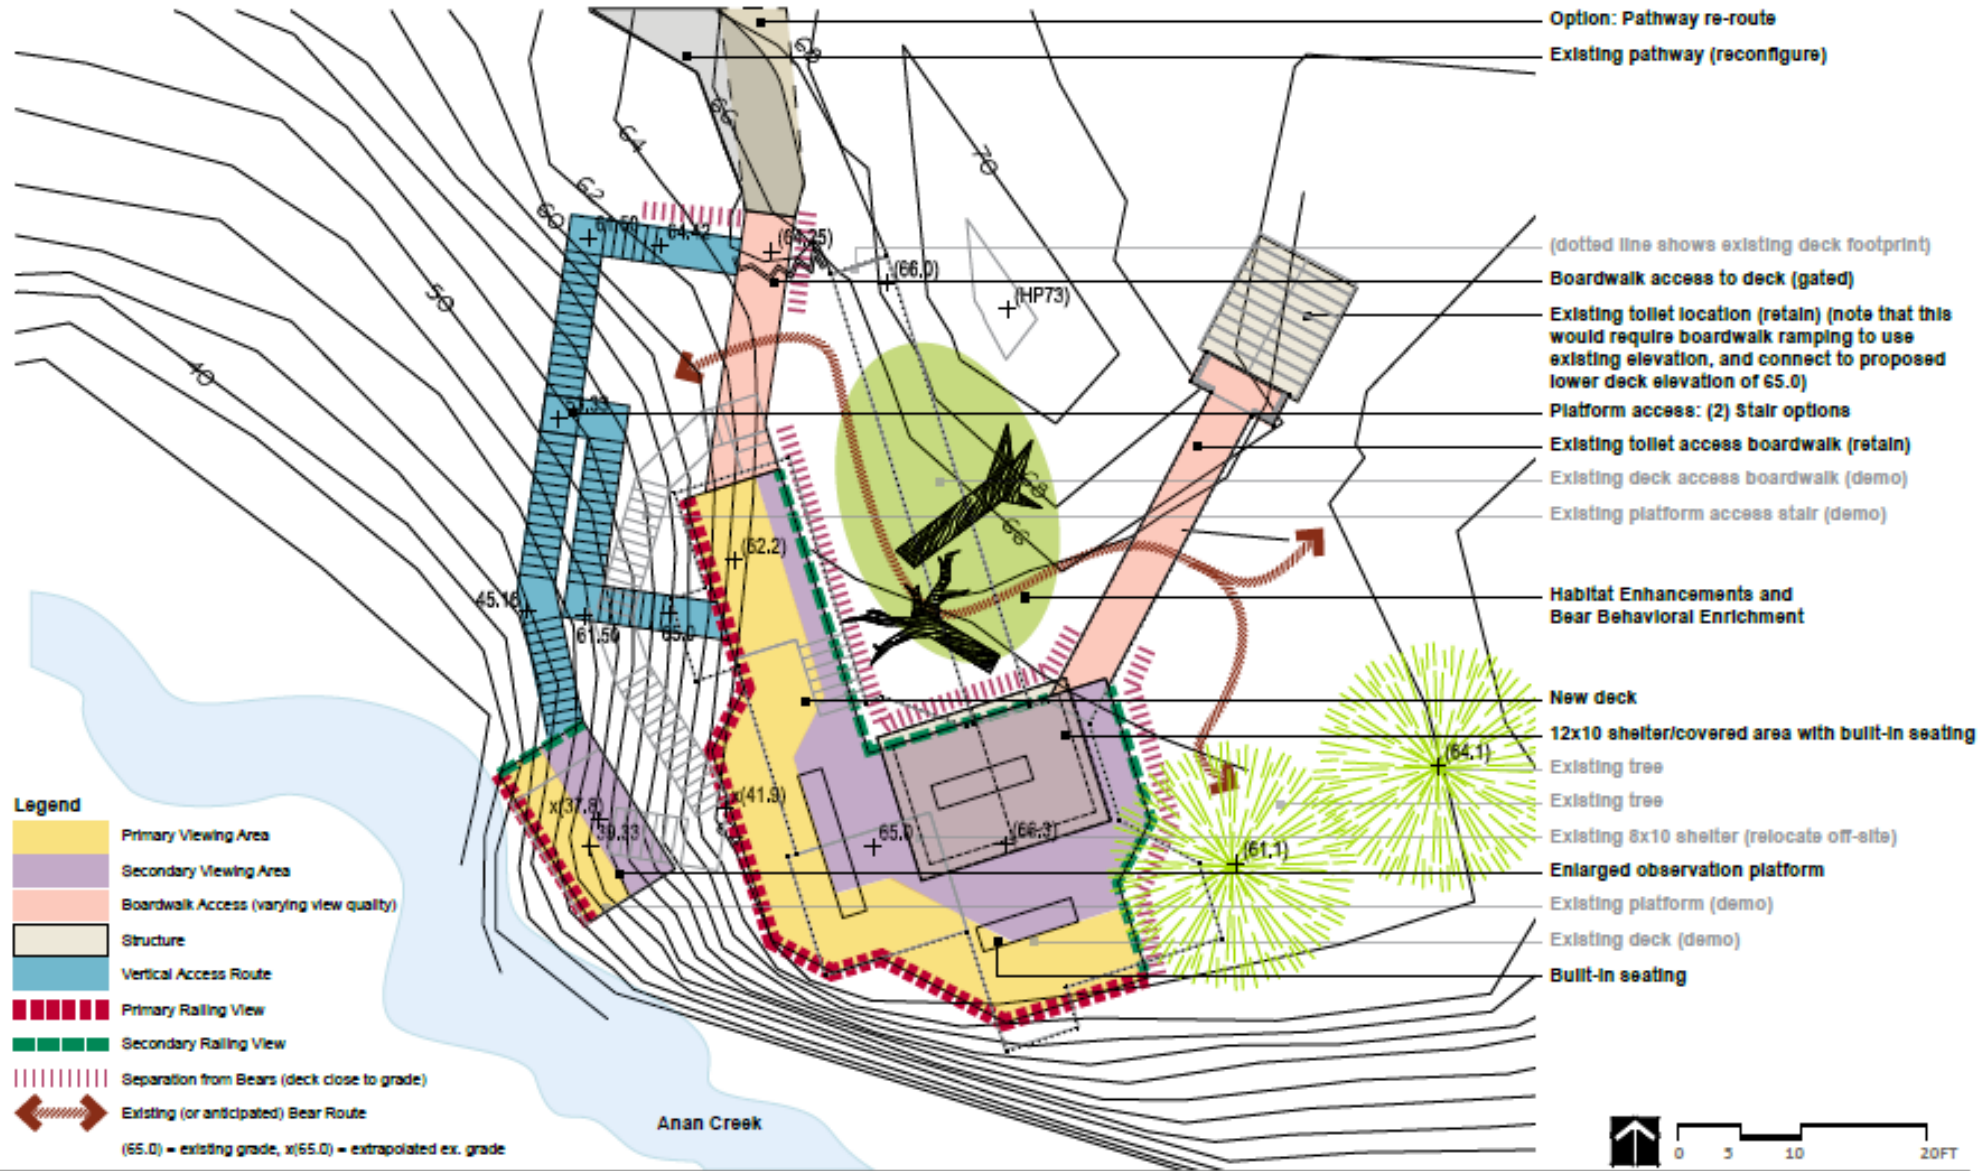 Option: Pathway re-route
Existing pathway (reconfigure)
(dotted line shows existing deck footprint)
Boardwalk access to deck (gated)
Existing toilet location (retain) (note that this
would require boardwalk ramping to use
existing elevation, and connect to proposed
lower deck elevation of 65.0)
Platform access: (2) Stair options
Existing toilet access boardwalk (retain)
Existing deck access boardwalk (demo)
Existing platform access stair (demo)
Habitat Enhancements and
Bear Behavioral Enrichment
New deck
12x10 shelter/covered area with built-in seating
Existing tree
Existing tree
Existing 8x10 shelter (relocate off-site)
Enlarged observation platform
Existing platform (demo)
Existing deck (demo)
Built-in seating
68
66
64
62
60
50
40
70
68
66
61.50
64.42
(64.25)
(66.0)
(HP73)
(62.2)
45.16
61.50
65.0
x(37.8)
39.33
x(41.9)
65.0
(66.3)
(61.1)
(64.1)
Legend
Primary Viewing Area
Secondary Viewing Area
Boardwalk Access (varying view quality)
Structure
Vertical Access Route
Primary Railing View
Secondary Railing View
Separation from Bears (deck close to grade)
Existing (or anticipated) Bear Route
(65.0) = existing grade, x(65.0) = extrapolated ex. grade
Anan Creek
0 5 10 20FT